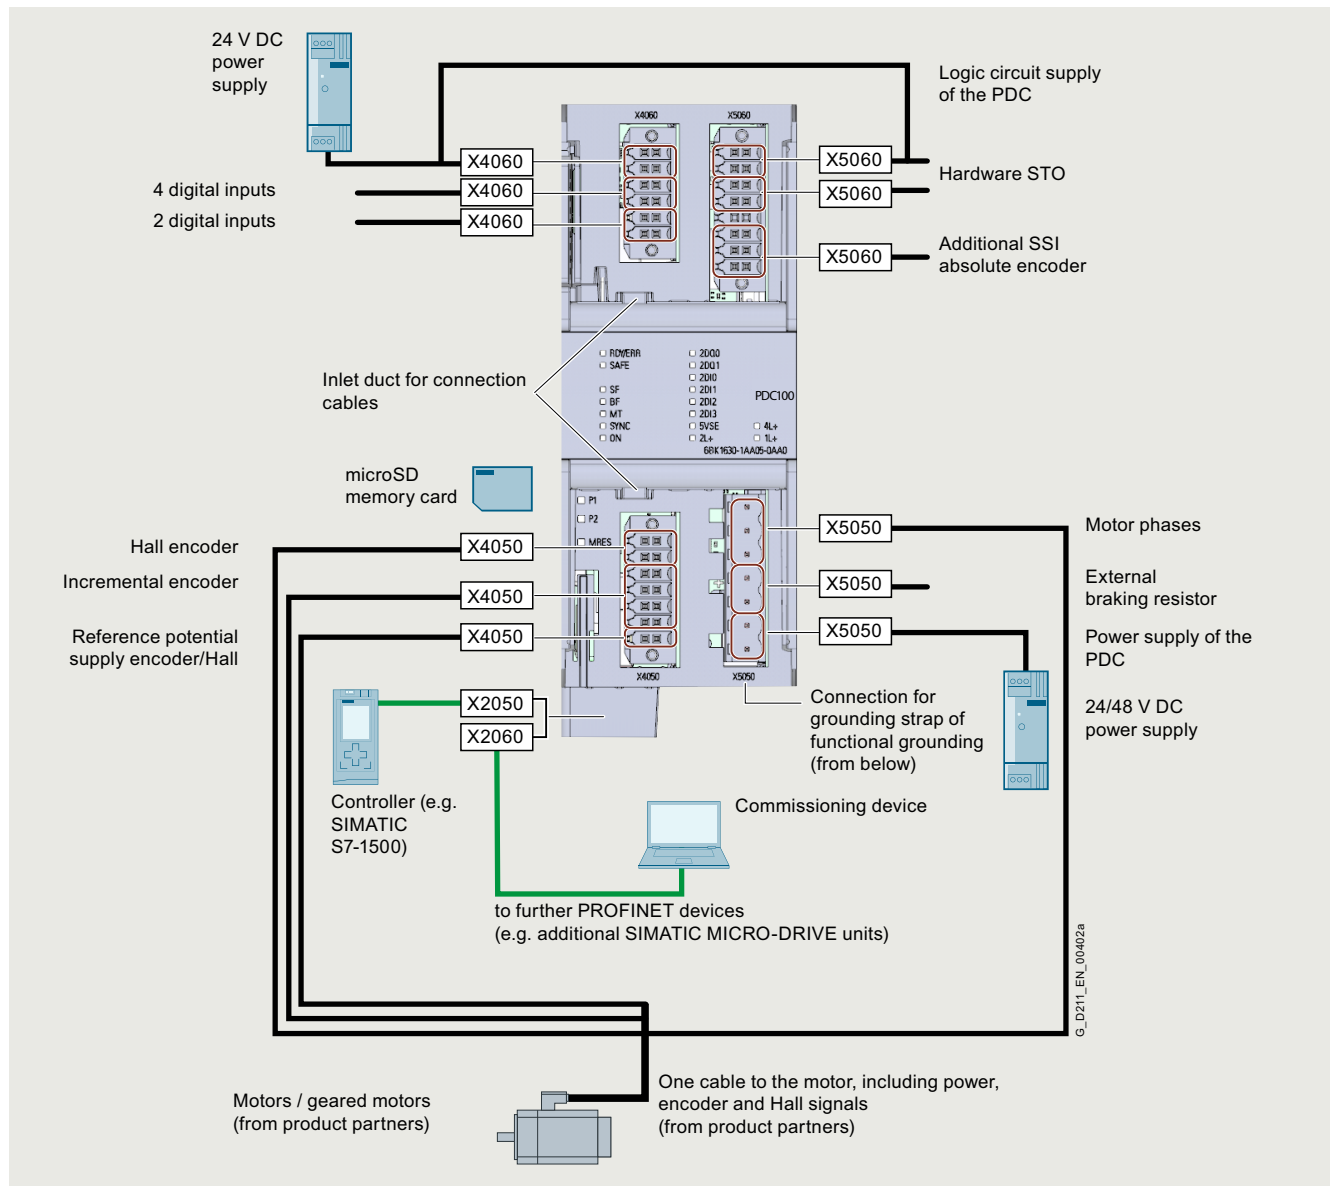 24 V DC
power
supply
Logic circuit supply
of the PDC
X4060
X5060
X4060
X5060
Hardware STO
4 digital inputs
X4060
X5060
2 digital inputs
X4060
Additional SSI
absolute encoder
X5060
RDY/ERR
SAFE
SF
BF
MT
SYNC
ON
2DQ0
2DQ1
2DI0
2DI1
2DI2
2DI3
5VSE
2L+
PDC100
4L+
1L+
6BK1630-1AA05-0AA0
Inlet duct for connection
cables
microSD
memory card
P1
P2
MRES
Hall encoder
X4050
X5050
Motor phases
Incremental encoder
X4050
X5050
External
braking resistor
Reference potential
supply encoder/Hall
X4050
X5050
Power supply of the
PDC
X4050
X5050
X2050
X2060
Connection for
grounding strap of
functional grounding
(from below)
24/48 V DC
power supply
Controller (e.g.
SIMATIC
S7-1500)
Commissioning device
to further PROFINET devices
(e.g. additional SIMATIC MICRO-DRIVE units)
G_D211_EN_00402a
Motors / geared motors
(from product partners)
One cable to the motor, including power,
encoder and Hall signals
(from product partners)